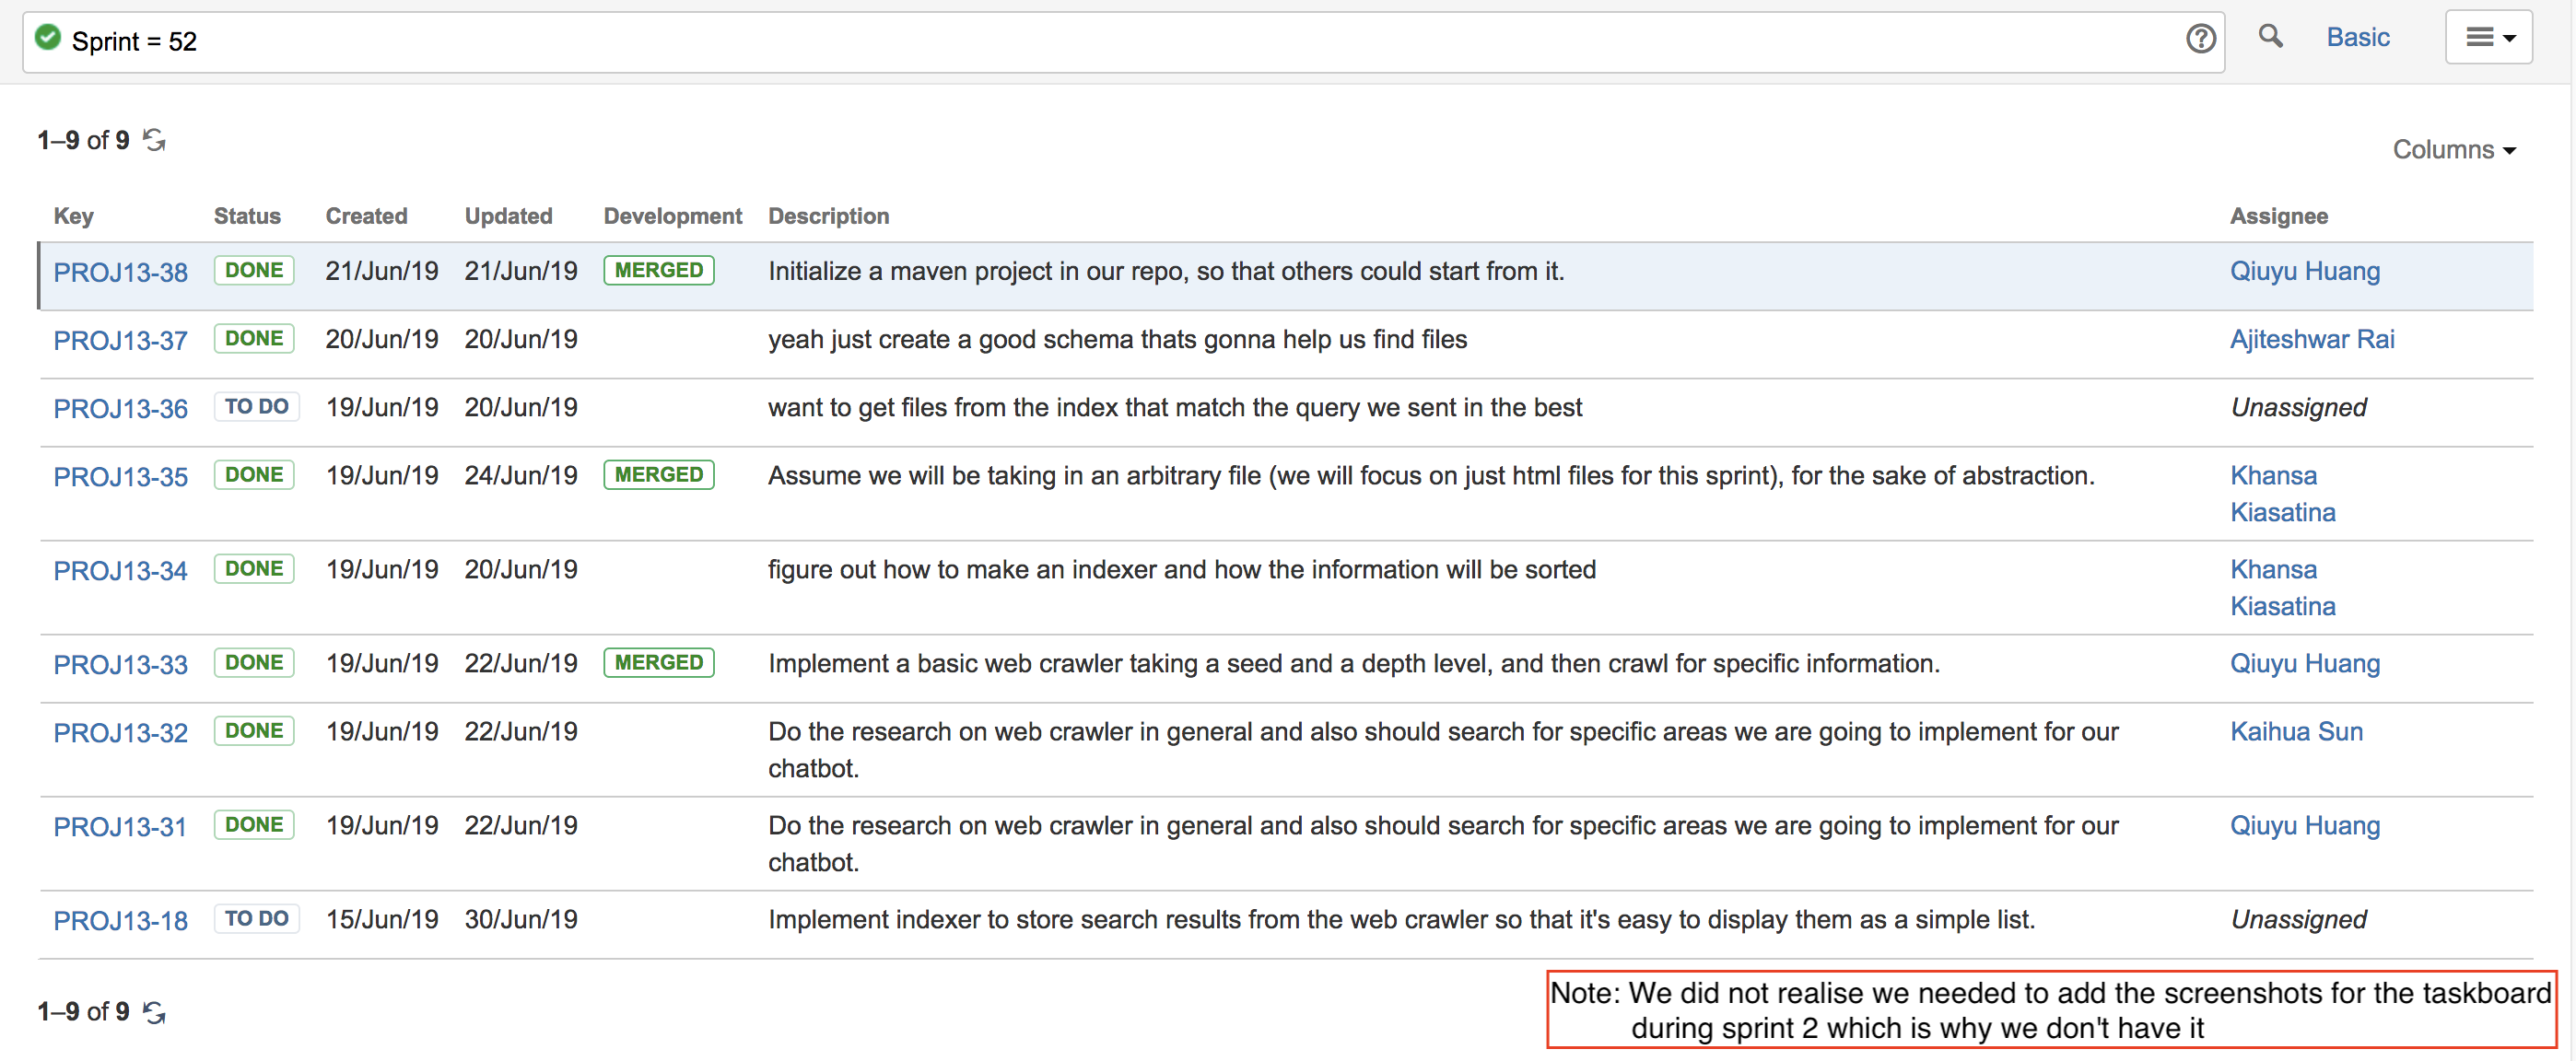 Sprint = 52
Basic
1–9 of 9
Columns
Key Status Created Updated Development Description Assignee
PROJ13-38 DONE 21/Jun/19 21/Jun/19 MERGED Initialize a maven project in our repo, so that others could start from it. Qiuyu Huang
PROJ13-37 DONE 20/Jun/19 20/Jun/19 yeah just create a good schema thats gonna help us find files Ajiteshwar Rai
PROJ13-36 TO DO 19/Jun/19 20/Jun/19 want to get files from the index that match the query we sent in the best Unassigned
PROJ13-35 DONE 19/Jun/19 24/Jun/19 MERGED Assume we will be taking in an arbitrary file (we will focus on just html files for this sprint), for the sake of abstraction. Khansa
Kiasatina
PROJ13-34 DONE 19/Jun/19 20/Jun/19 figure out how to make an indexer and how the information will be sorted Khansa
Kiasatina
PROJ13-33 DONE 19/Jun/19 22/Jun/19 MERGED Implement a basic web crawler taking a seed and a depth level, and then crawl for specific information. Qiuyu Huang
PROJ13-32 DONE 19/Jun/19 22/Jun/19 Do the research on web crawler in general and also should search for specific areas we are going to implement for our Kaihua Sun
chatbot.
PROJ13-31 DONE 19/Jun/19 22/Jun/19 Do the research on web crawler in general and also should search for specific areas we are going to implement for our Qiuyu Huang
chatbot.
PROJ13-18 TO DO 15/Jun/19 30/Jun/19 Implement indexer to store search results from the web crawler so that it's easy to display them as a simple list. Unassigned
1–9 of 9
Note: We did not realise we needed to add the screenshots for the taskboard
during sprint 2 which is why we don't have it